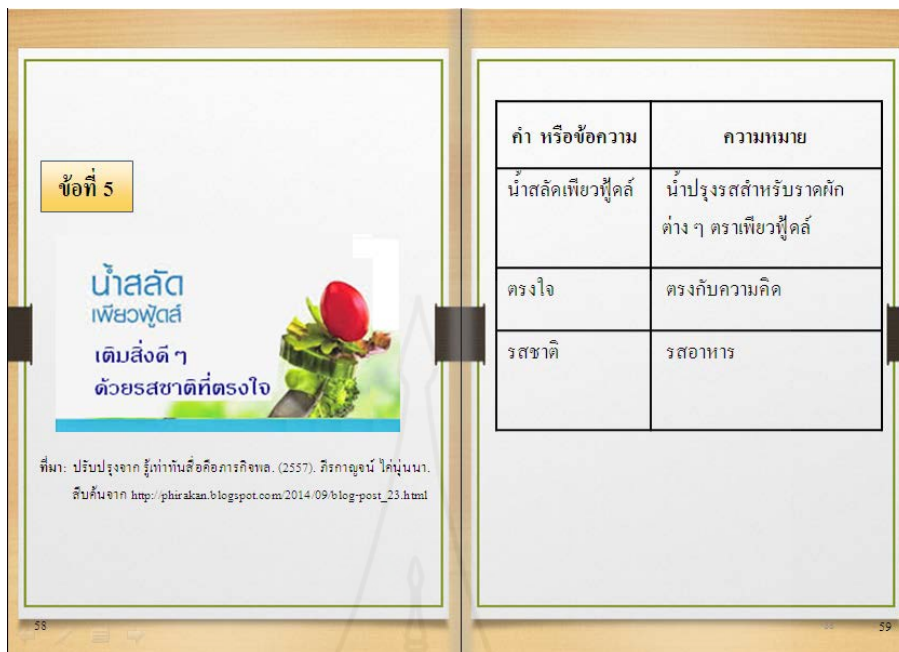 ข้อที่ 5
น้ำสลัด
เพียวฟู้ดส์
เติมสิ่งดี ๆ
ด้วยรสชาติที่ตรงใจ
ที่มา: ปรับปรุงจาก รู้เท่าทันสื่อคือภารกิจพล. (2557). ภีรกาญจน์ ไค่นุ่นนา.
สืบค้นจาก http://phirakan.blogspot.com/2014/09/blog-post_23.html
58
คำ หรือข้อความ
ความหมาย
น้ำสลัดเพียวฟู้ดส์
น้ำปรุงรสสำหรับราดผัก
ต่าง ๆ ตราเพียวฟู้ดส์
ตรงใจ
ตรงกับความคิด
รสชาติ
รสอาหาร
59